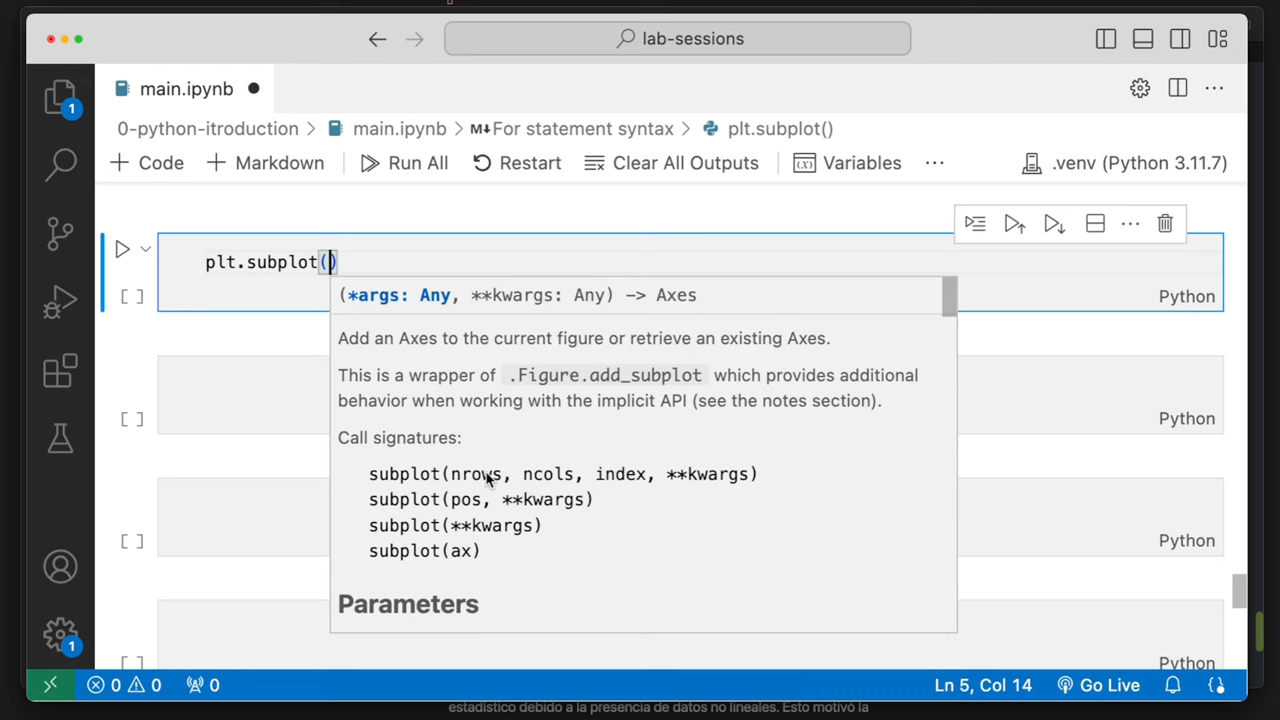 lab-sessions
main.ipynb
0-python-itroduction > main.ipynb > M↓For statement syntax > plt.subplot()
+ Code + Markdown Run All Restart Clear All Outputs Variables ... .venv (Python 3.11.7)
1
plt.subplot()
[ ] Python
(*args: Any, **kwargs: Any) -> Axes
Add an Axes to the current figure or retrieve an existing Axes.
This is a wrapper of .Figure.add_subplot which provides additional
behavior when working with the implicit API (see the notes section).
Call signatures:
subplot(nrows, ncols, index, **kwargs)
subplot(pos, **kwargs)
subplot(**kwargs)
subplot(ax)
Parameters
[ ] Python
[ ] Python
[ ] Python
1
0 0 0 Ln 5, Col 14 Go Live
estadístico debido a la presencia de datos no lineales. Esto motivó la